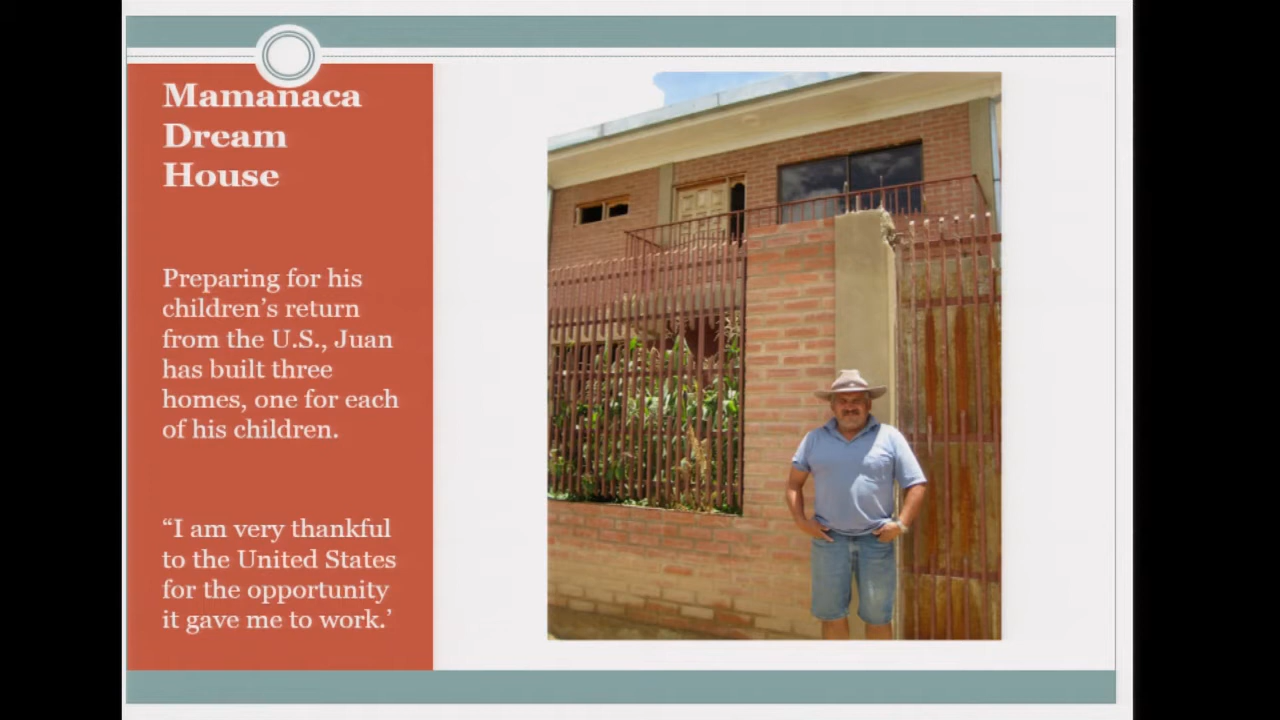 Mamanaca
Dream
House
Preparing for his
children’s return
from the U.S., Juan
has built three
homes, one for each
of his children.
“I am very thankful
to the United States
for the opportunity
it gave me to work.’